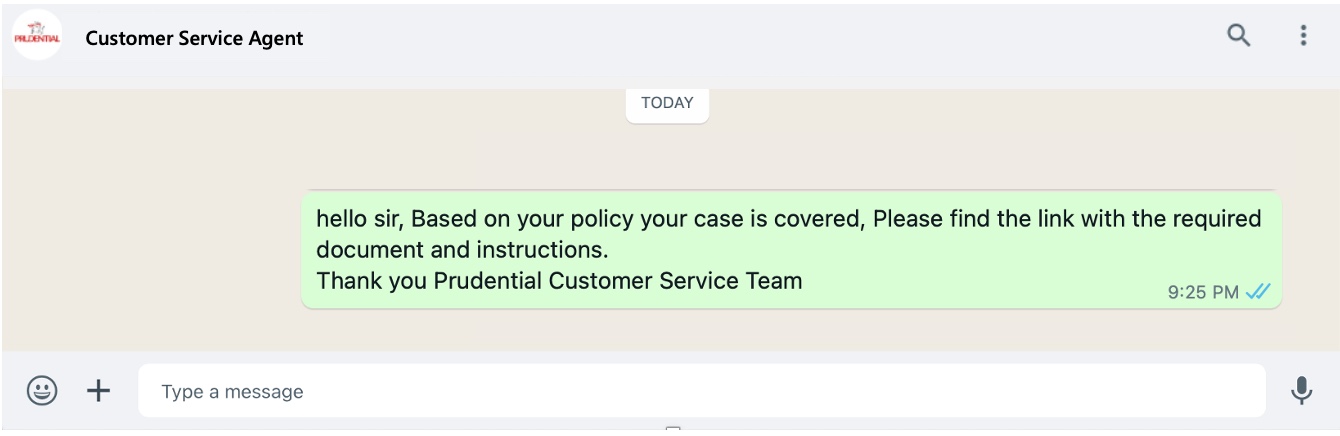 PRUDENTIAL
Customer Service Agent
TODAY
hello sir, Based on your policy your case is covered, Please find the link with the required
document and instructions.
Thank you Prudential Customer Service Team
9:25 PM
Type a message